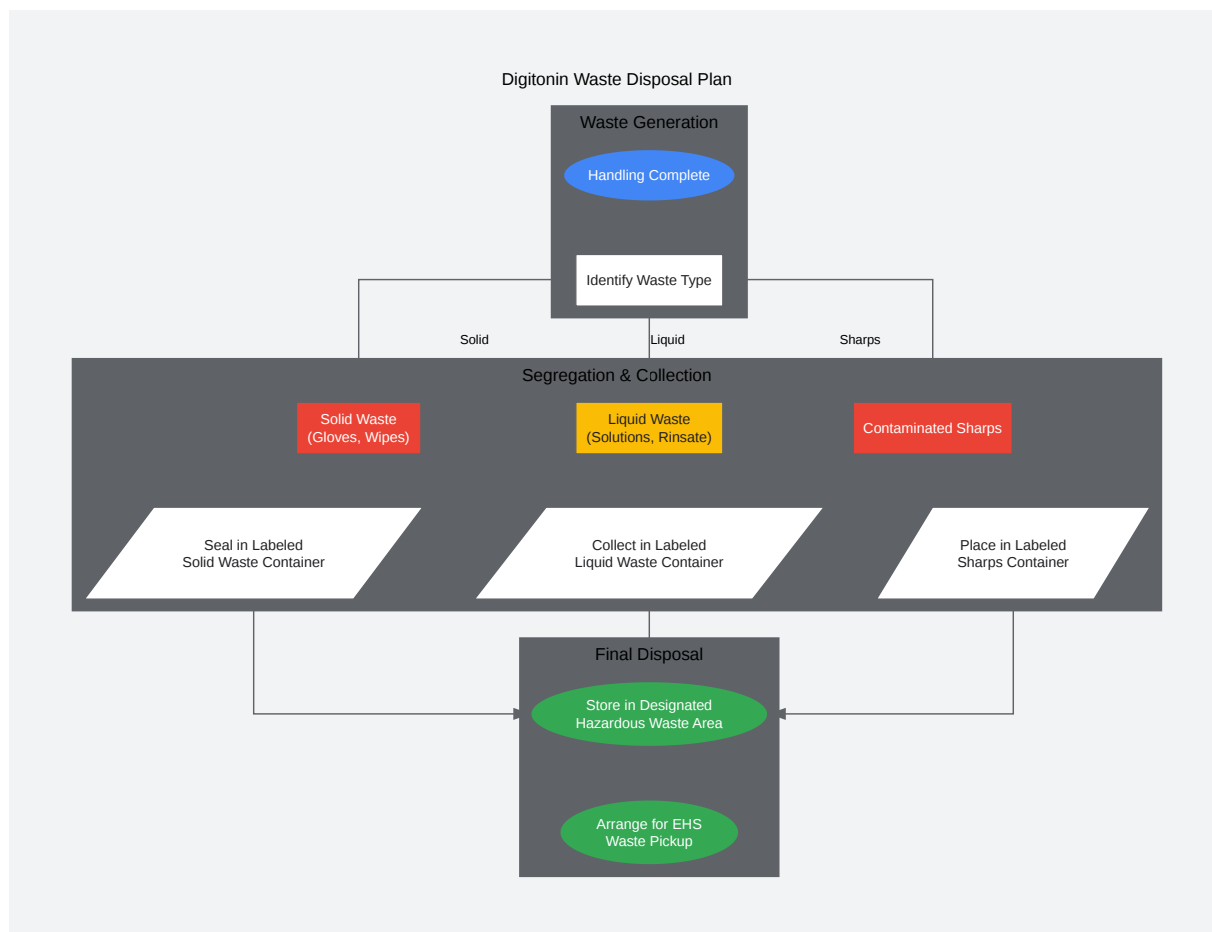 Digitonin Waste Disposal Plan
Waste Generation
Handling Complete
Identify Waste Type
Solid
Liquid
Sharps
Segregation & Collection
Solid Waste
(Gloves, Wipes)
Liquid Waste
(Solutions, Rinsate)
Contaminated Sharps
Seal in Labeled
Solid Waste Container
Collect in Labeled
Liquid Waste Container
Place in Labeled
Sharps Container
Final Disposal
Store in Designated
Hazardous Waste Area
Arrange for EHS
Waste Pickup